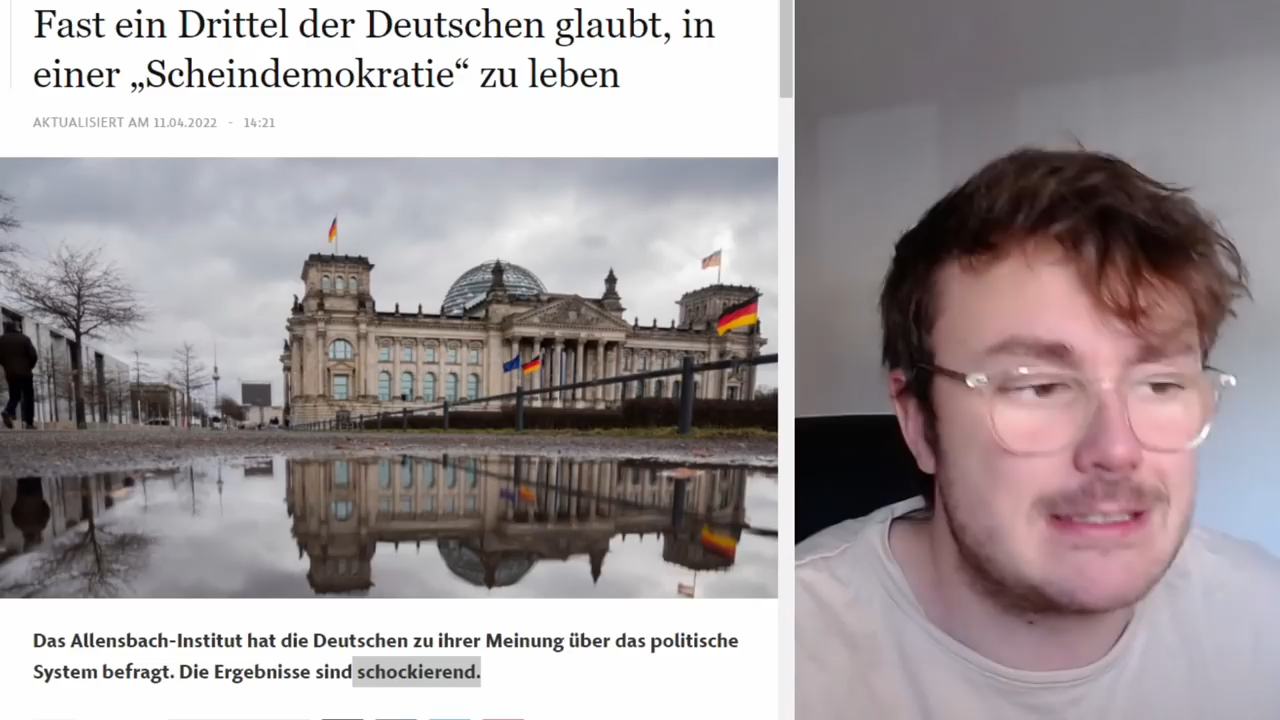 Fast ein Drittel der Deutschen glaubt, in
einer „Scheindemokratie“ zu leben
AKTUALISIERT AM 11.04.2022 - 14:21
Das Allensbach-Institut hat die Deutschen zu ihrer Meinung über das politische
System befragt. Die Ergebnisse sind schockierend.